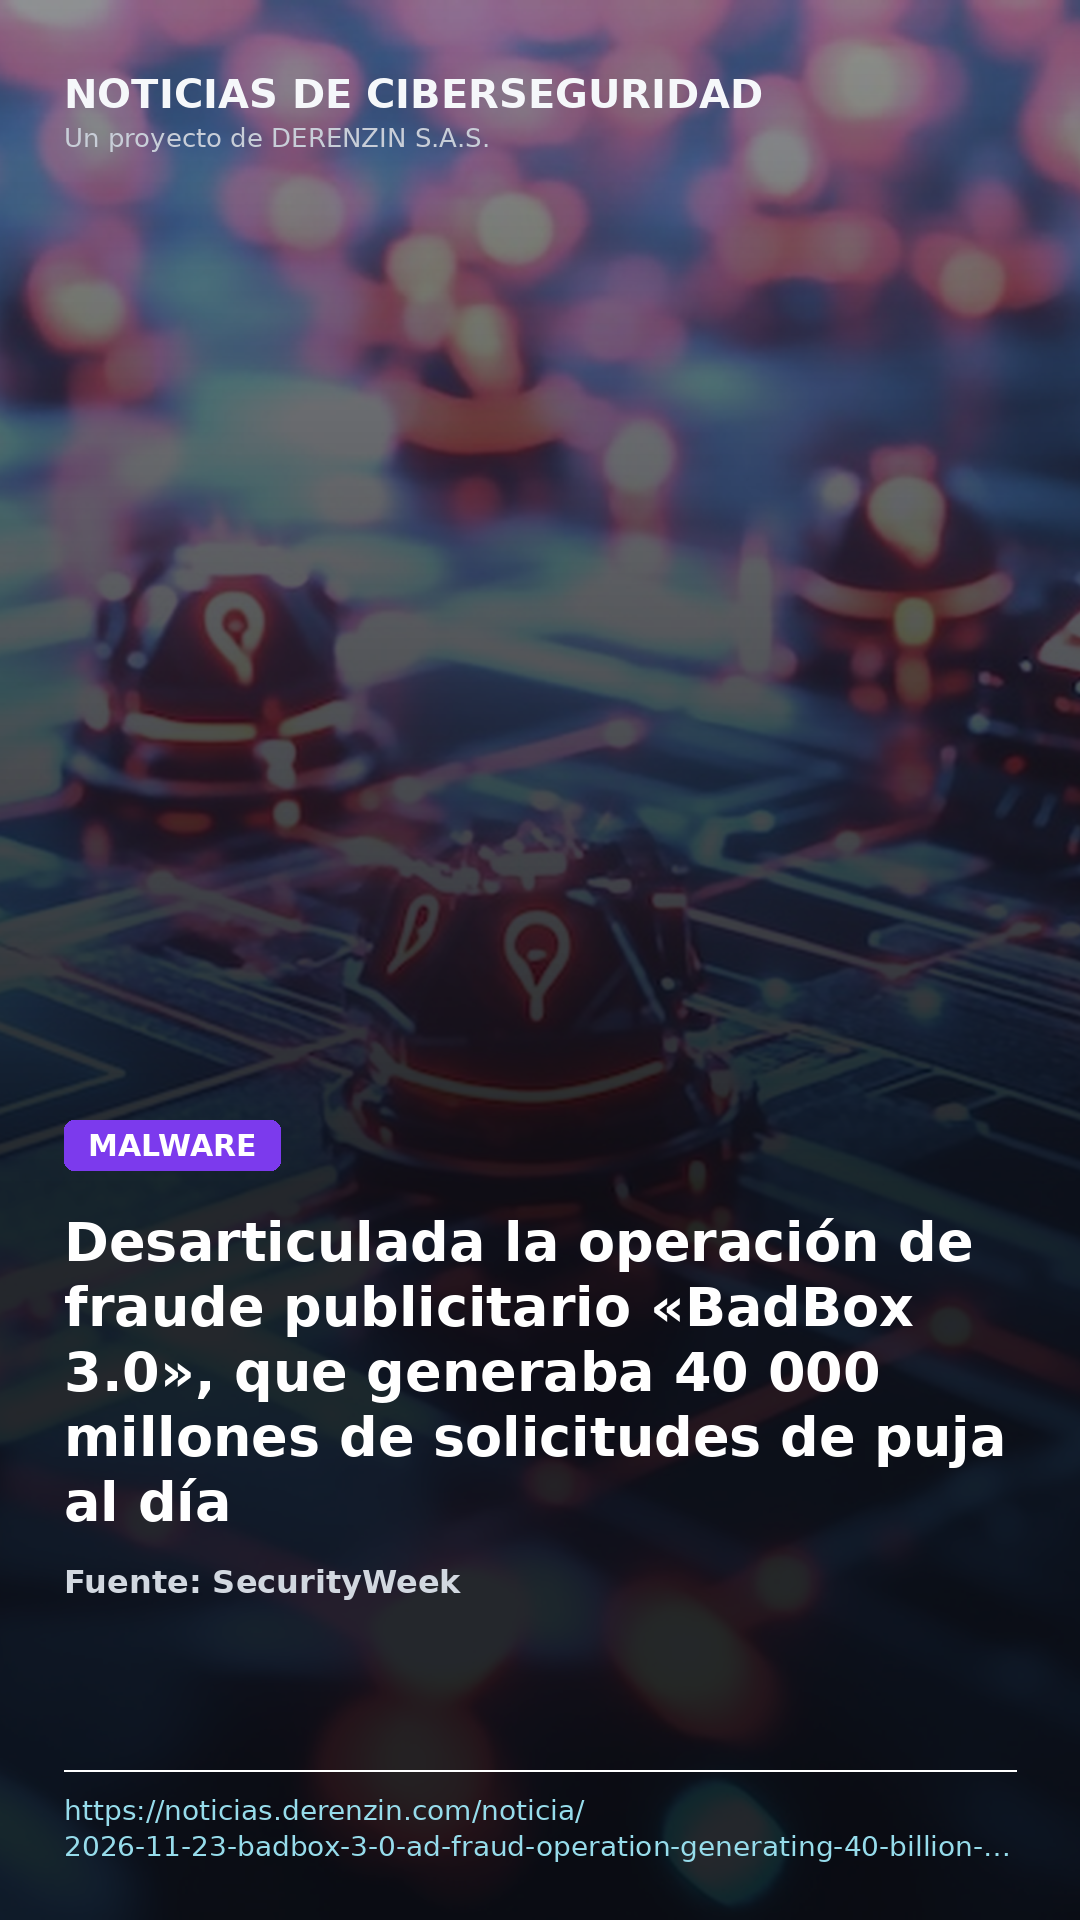 NOTICIAS DE CIBERSEGURIDAD
Un proyecto de DERENZIN S.A.S.
MALWARE
Desarticulada la operación de
fraude publicitario «BadBox
3.0», que generaba 40 000
millones de solicitudes de puja
al día
Fuente: SecurityWeek
https://noticias.derenzin.com/noticia/
2026-11-23-badbox-3-0-ad-fraud-operation-generating-40-billion-…